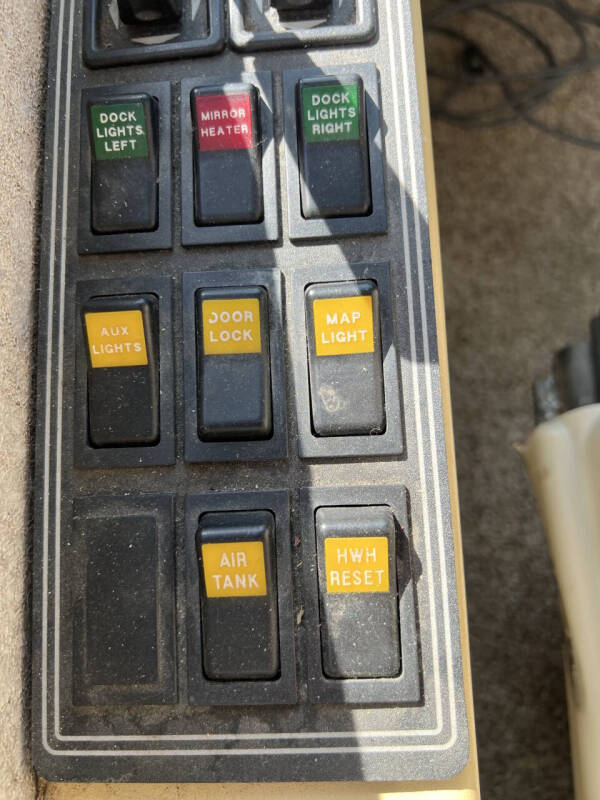 DOCK
LIGHTS
LEFT
MIRROR
HEATER
DOCK
LIGHTS
RIGHT
AUX
LIGHTS
DOOR
LOCK
MAP
LIGHT
AIR
TANK
HWH
RESET